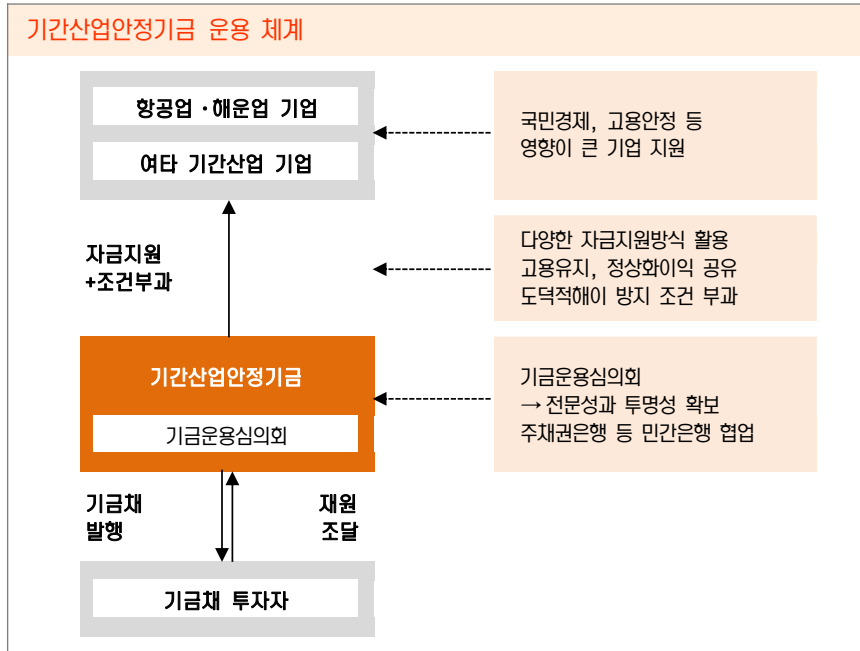 기간산업안정기금 운용 체계
항공업·해운업 기업
여타 기간산업 기업
국민경제, 고용안정 등
영향이 큰 기업 지원
자금지원
+조건부과
다양한 자금지원방식 활용
고용유지, 정상화이익 공유
도덕적해이 방지 조건 부과
기간산업안정기금
기금운용심의회
기금운용심의회
→ 전문성과 투명성 확보
주채권은행 등 민간은행 협업
기금채
발행
재원
조달
기금채 투자자